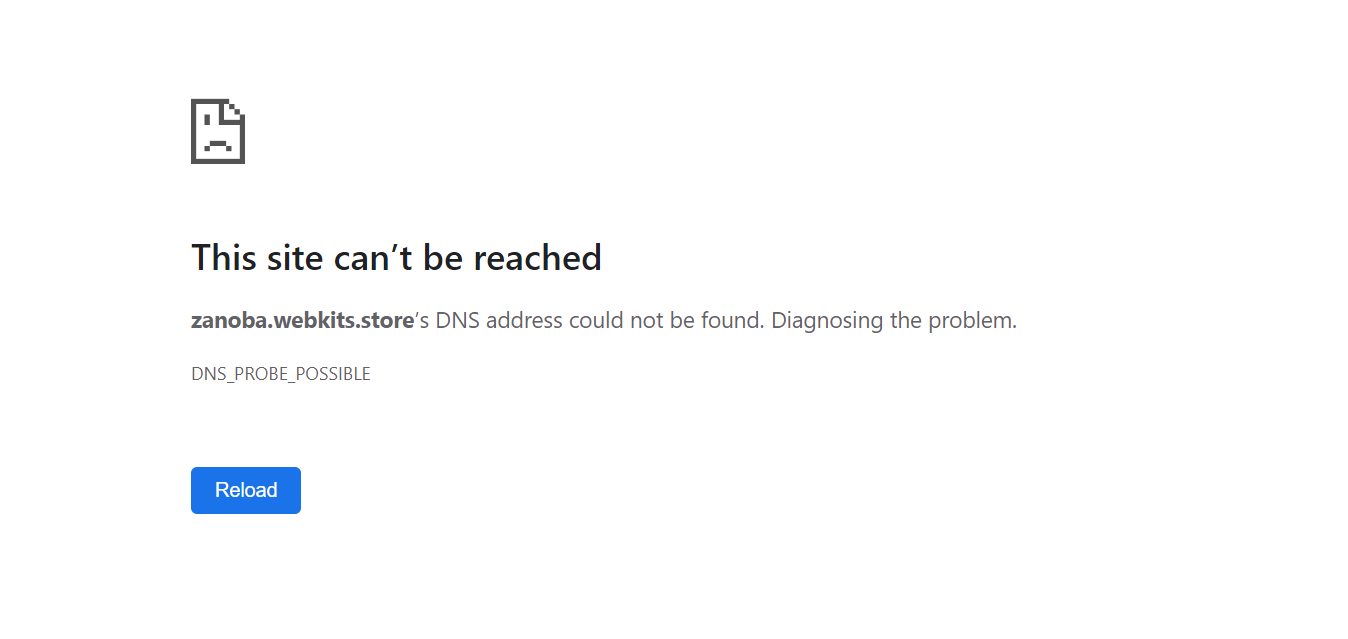 This site can’t be reached
zanoba.webkits.store’s DNS address could not be found. Diagnosing the problem.
DNS_PROBE_POSSIBLE
Reload